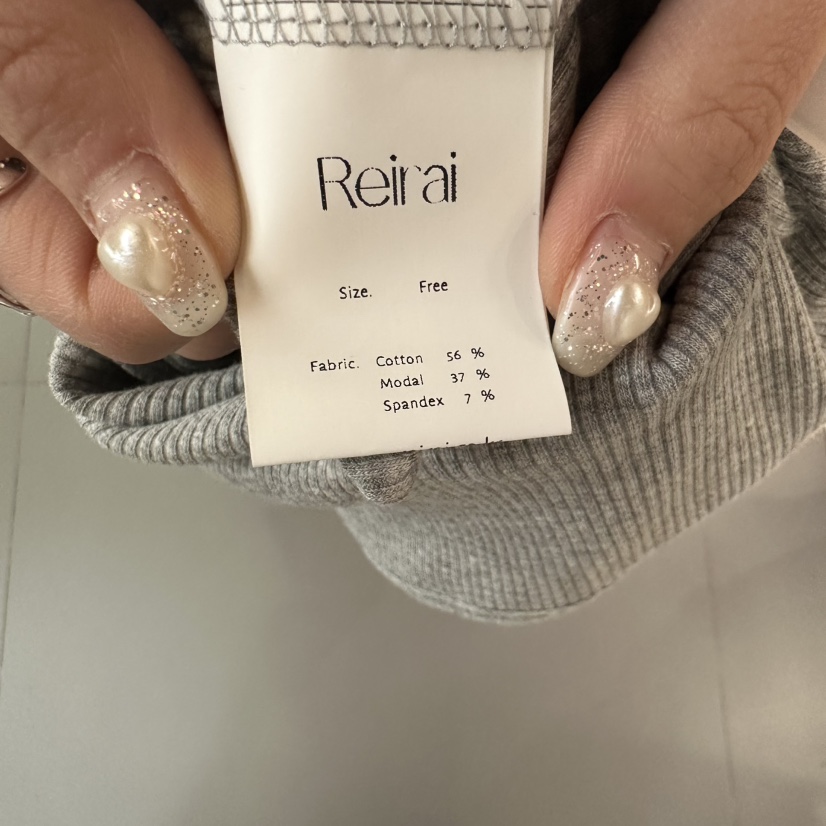 Reirai
Size. Free
Fabric. Cotton 56 %
Modal 37 %
Spandex 7 %